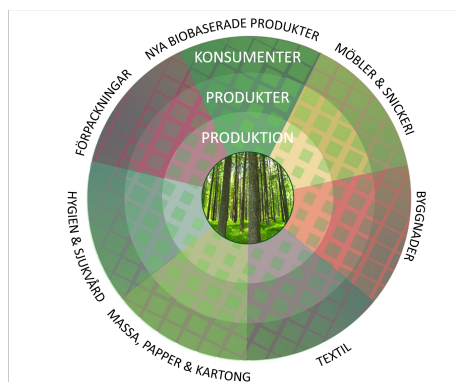 NYA BIOBASERADE PRODUKTER
MÖBLER & SNICKERI
BYGGNADER
TEXTIL
MASSA, PAPPER & KARTONG
HYGIEN & SJUKVÅRD
FÖRPACKNINGAR
KONSUMENTER
PRODUKTER
PRODUKTION